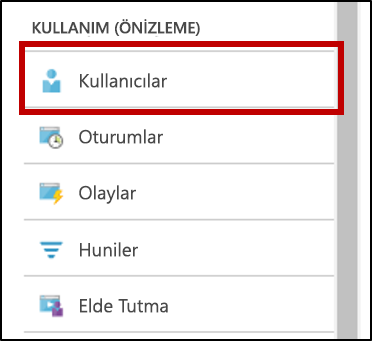 KULLANIM (ÖNİZLEME)
Kullanıcılar
Oturumlar
Olaylar
Huniler
Elde Tutma